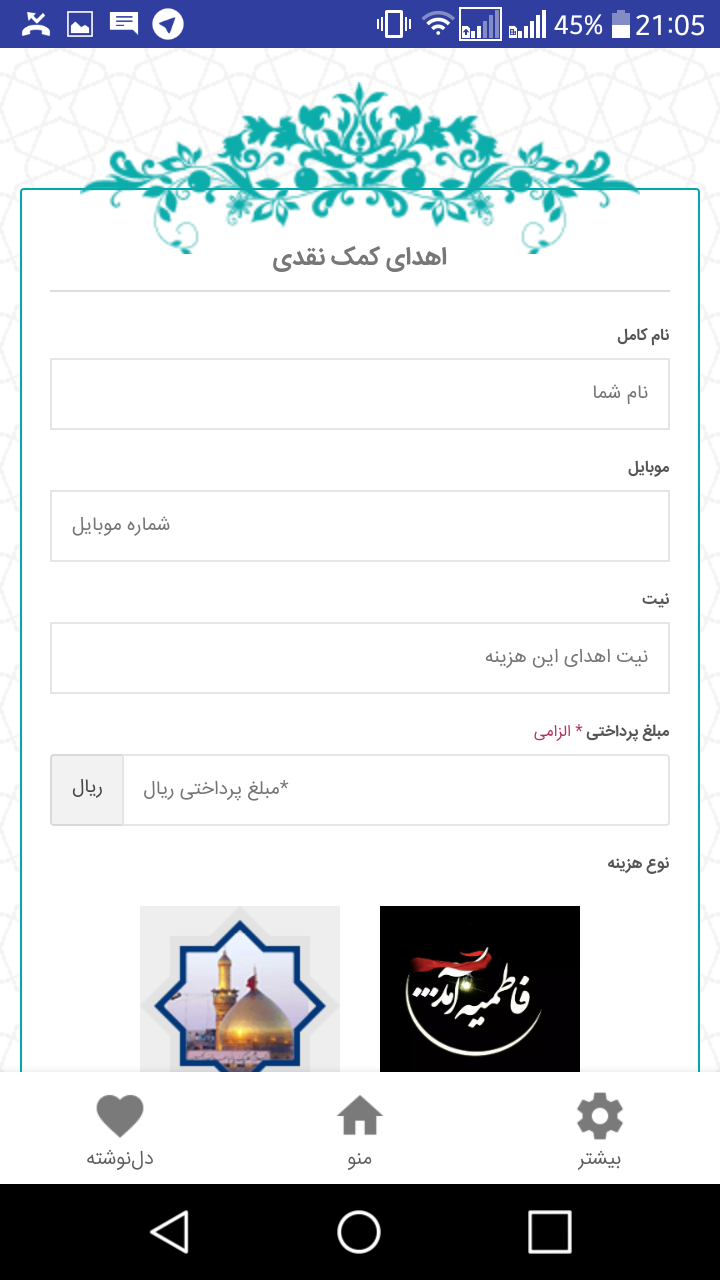 45% 21:05
اهدای کمک نقدی
نام کامل
نام شما
موبایل
شماره موبایل
نیت
نیت اهدای این هزینه
مبلغ پرداختی * الزامی
*مبلغ پرداختی ریال
ریال
نوع هزینه
فاطمیه آمد...
بیشتر
منو
دل‌نوشته